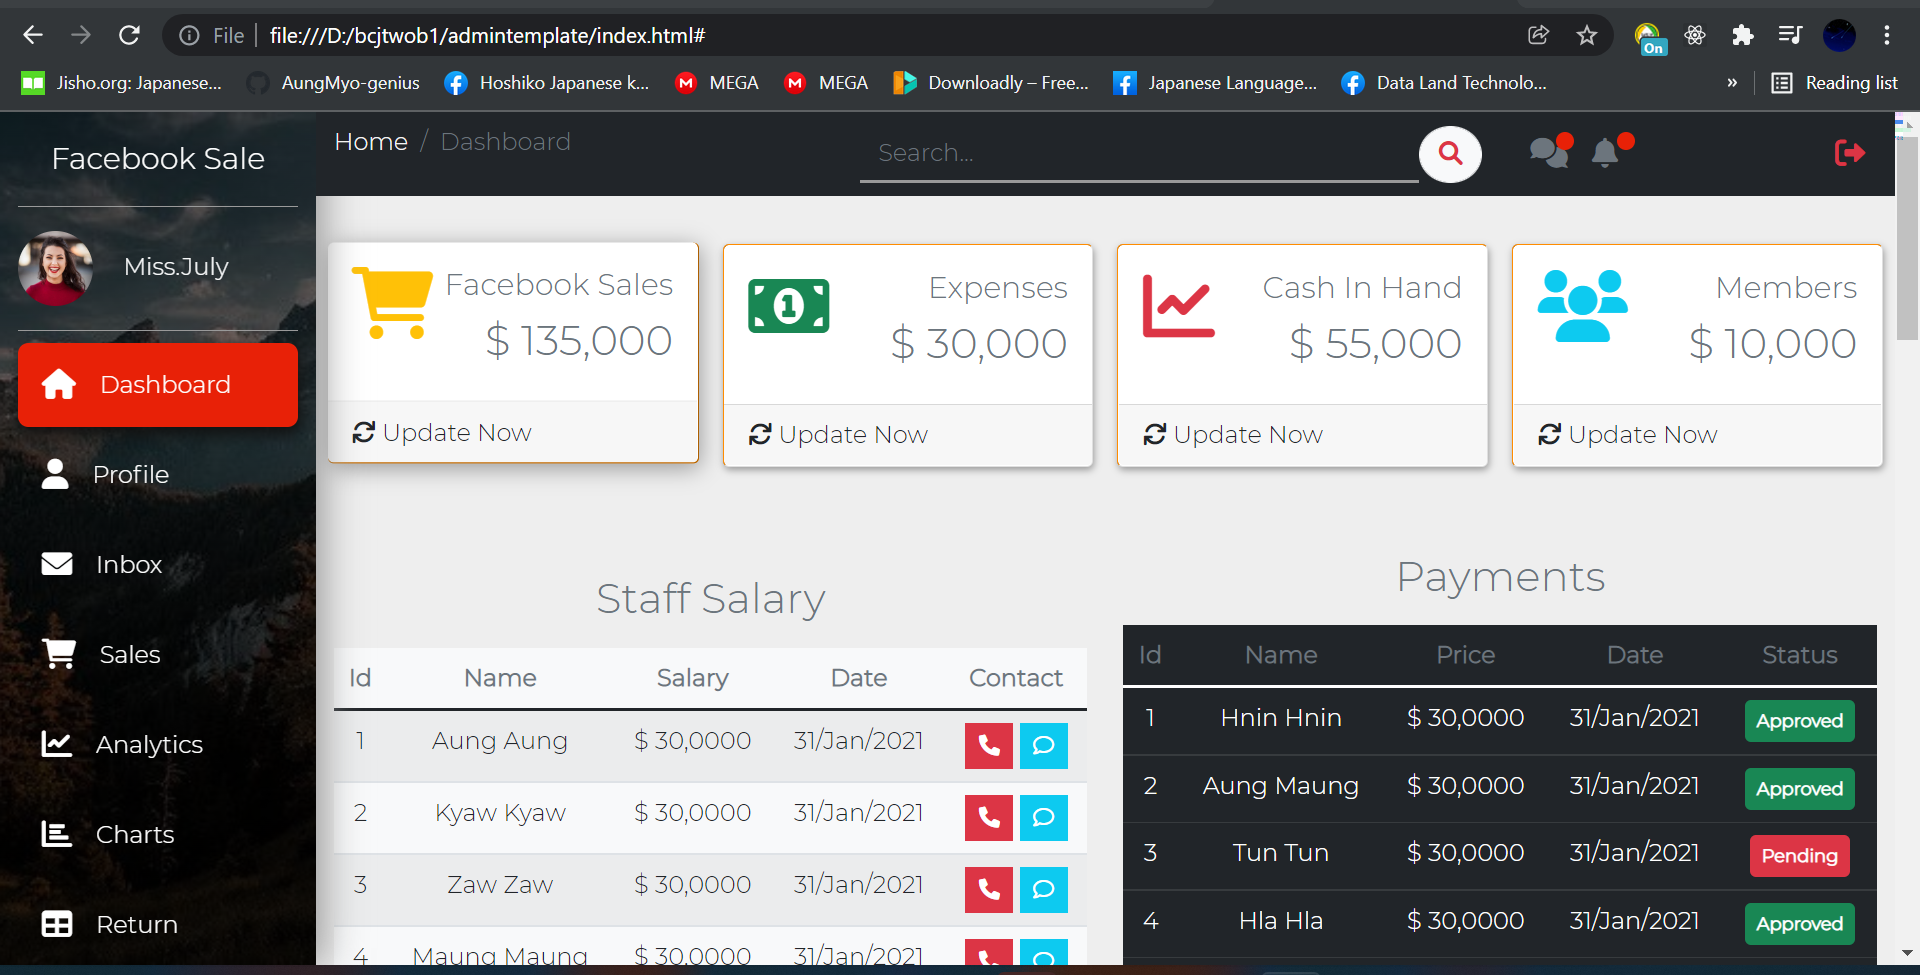 File file:///D:/bcjtwob1/admintemplate/index.html#
On
Jisho.org: Japanese... AungMyo-genius Hoshiko Japanese k... MEGA MEGA Downloadly – Free... Japanese Language... Data Land Technolo... » Reading list
Facebook Sale
Miss.July
Dashboard
Profile
Inbox
Sales
Analytics
Charts
Return
Home / Dashboard
Search...
Facebook Sales
$ 135,000
Update Now
Expenses
$ 30,000
Update Now
Cash In Hand
$ 55,000
Update Now
Members
$ 10,000
Update Now
Staff Salary
Id Name Salary Date Contact
1 Aung Aung $ 30,0000 31/Jan/2021
2 Kyaw Kyaw $ 30,0000 31/Jan/2021
3 Zaw Zaw $ 30,0000 31/Jan/2021
4 Maung Maung $ 30,0000 31/Jan/2021
Payments
Id Name Price Date Status
1 Hnin Hnin $ 30,0000 31/Jan/2021 Approved
2 Aung Maung $ 30,0000 31/Jan/2021 Approved
3 Tun Tun $ 30,0000 31/Jan/2021 Pending
4 Hla Hla $ 30,0000 31/Jan/2021 Approved